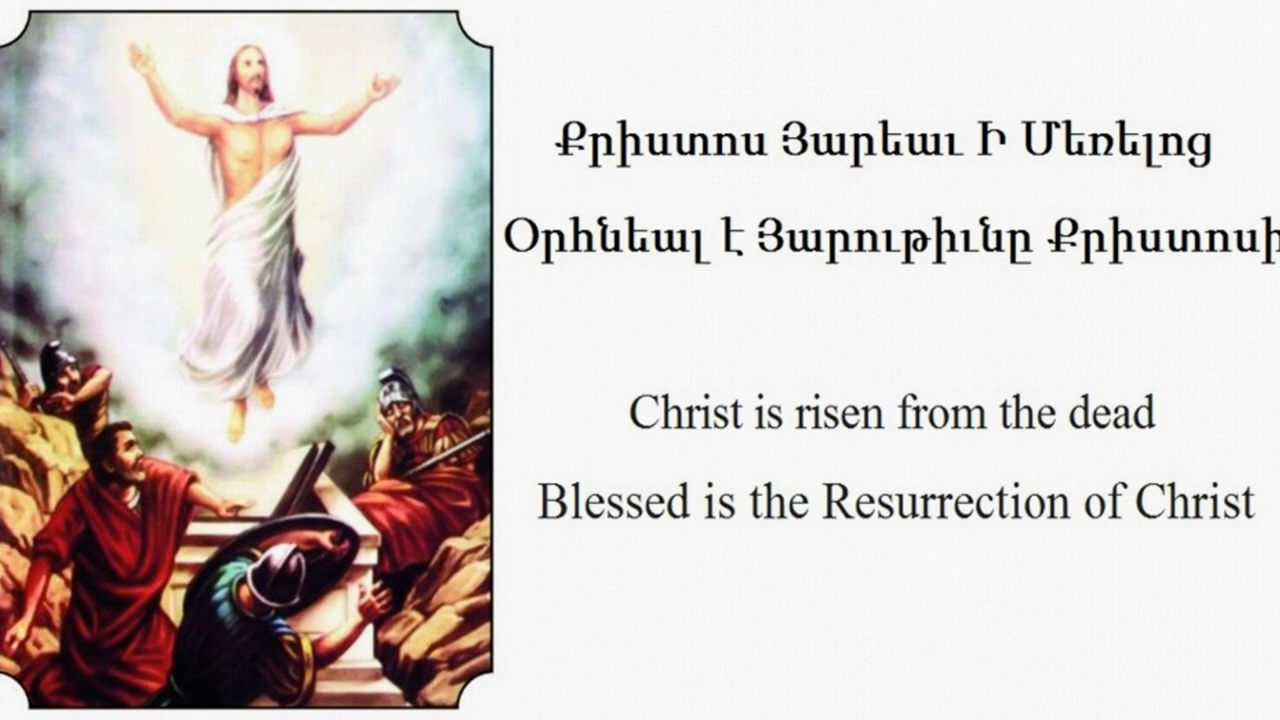 Քրիստոս Յարեաւ Ի Մեռելոց
Օրհնեալ է Յարութիւնը Քրիստոսի
Christ is risen from the dead
Blessed is the Resurrection of Christ